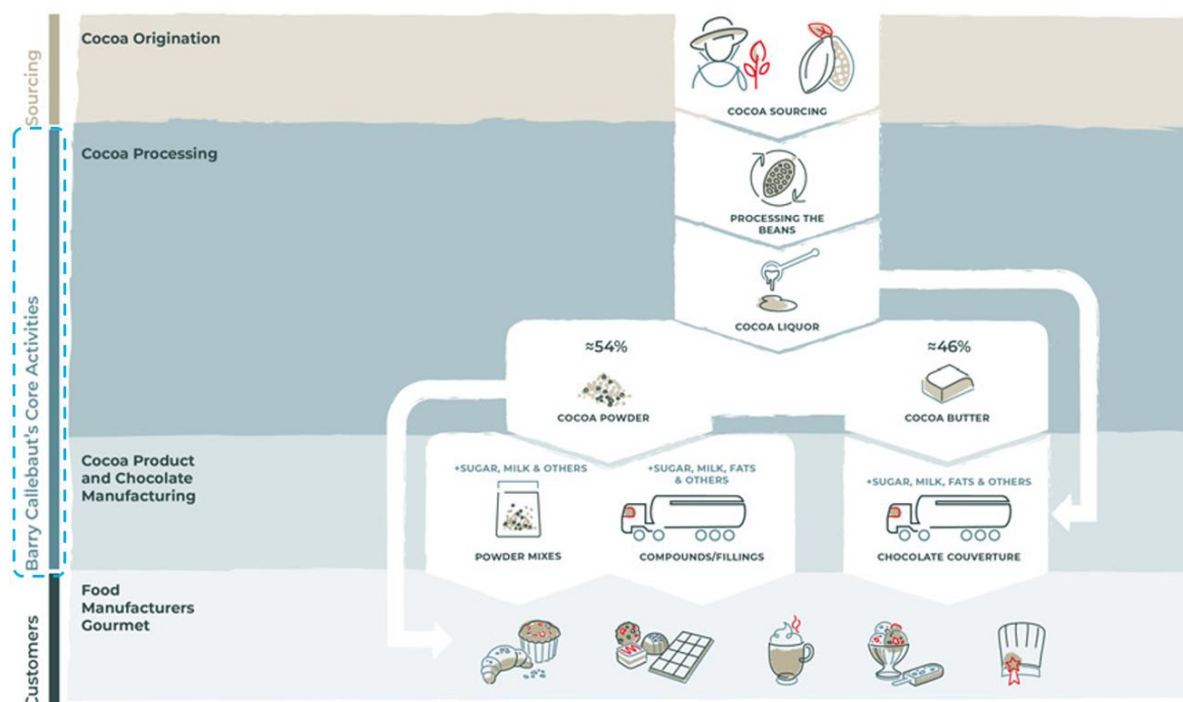 Sourcing
Cocoa Origination
COCOA SOURCING
Barry Callebaut's Core Activities
Cocoa Processing
PROCESSING THE
BEANS
COCOA LIQUOR
≈54%
COCOA POWDER
≈46%
COCOA BUTTER
Cocoa Product
and Chocolate
Manufacturing
+SUGAR, MILK & OTHERS
POWDER MIXES
+SUGAR, MILK, FATS
& OTHERS
COMPOUNDS/FILLINGS
+SUGAR, MILK, FATS & OTHERS
CHOCOLATE COUVERTURE
Customers
Food
Manufacturers
Gourmet